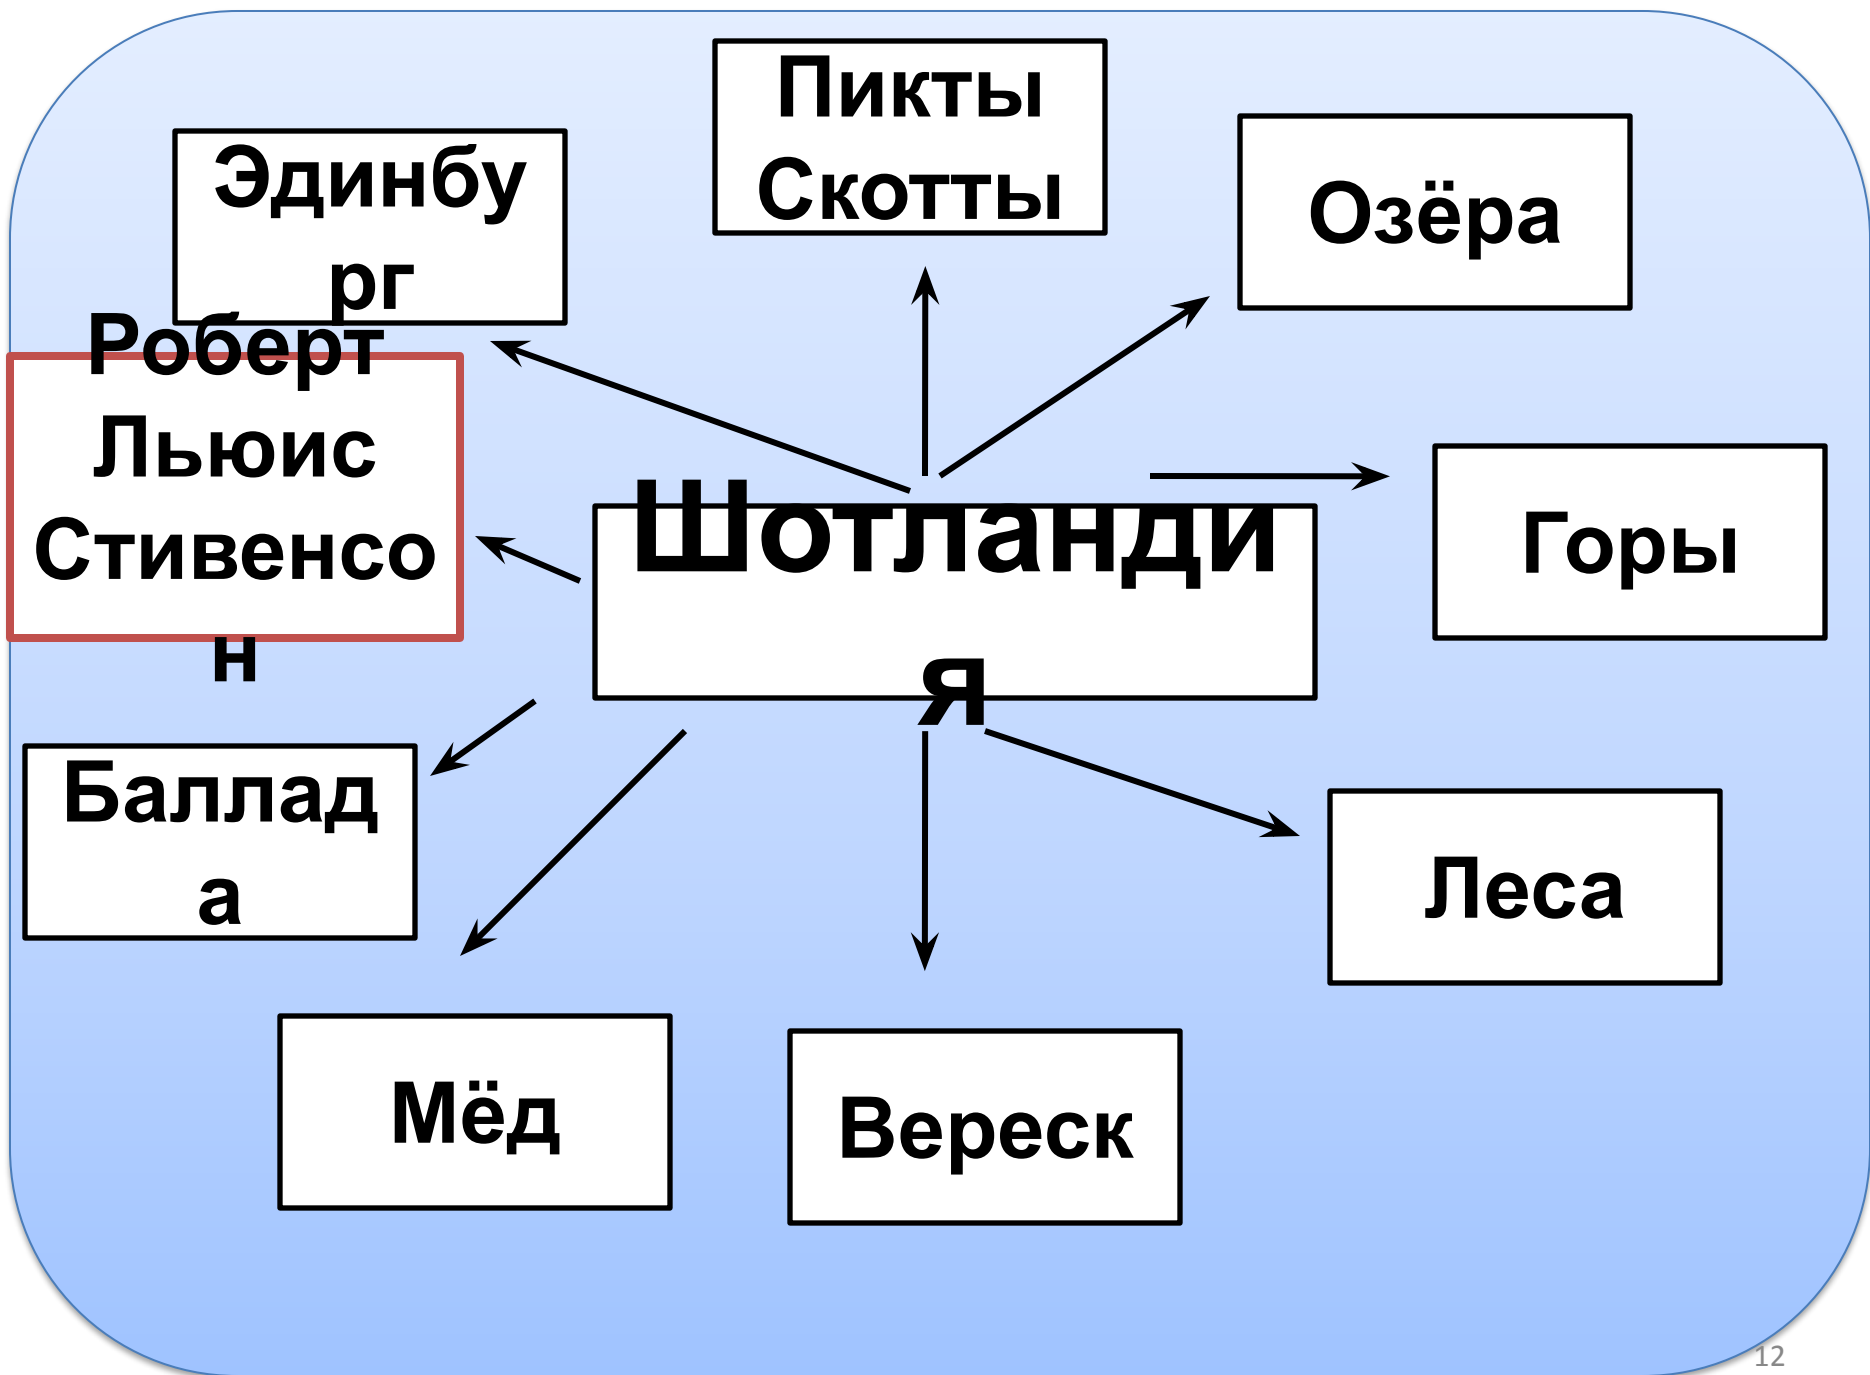 Пикты
Скотты
Эдинбу
рг
Озёра
Роберт
Льюис
Стивенсо
н
Шотланди
я
Горы
Баллад
а
Леса
Мёд
Вереск
12